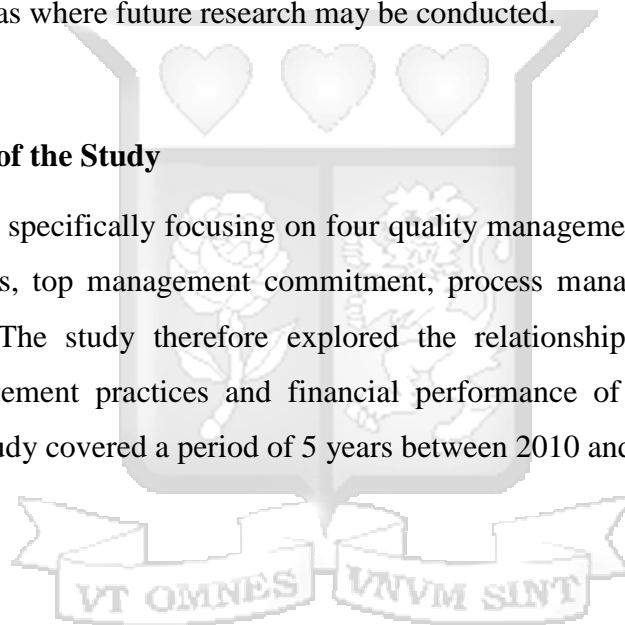 as where future research may be conducted.
of the Study
specifically focusing on four quality manageme
s, top management commitment, process mana
The study therefore explored the relationship
ement practices and financial performance of
udy covered a period of 5 years between 2010 and
VT OMNES VNVM SINT